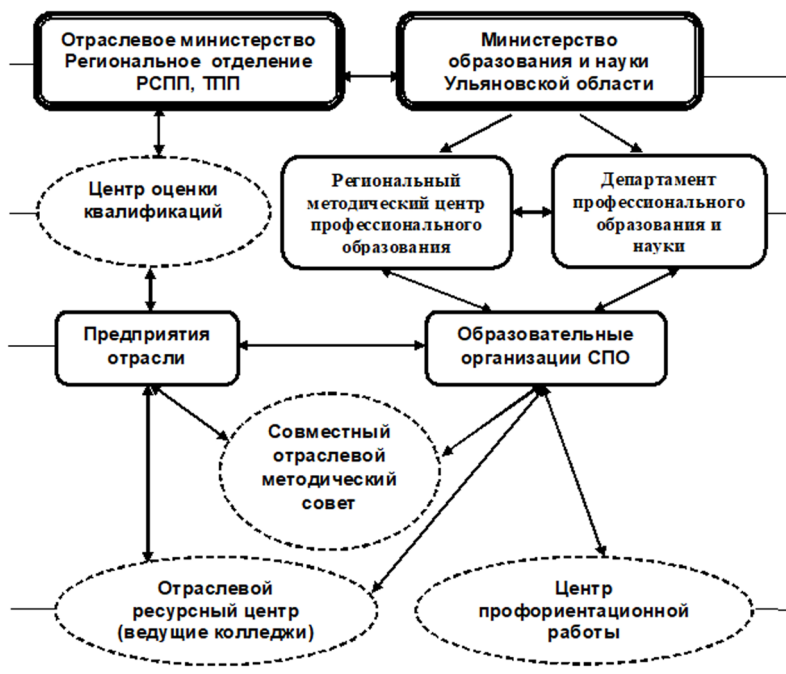 Отраслевое министерство
Региональное отделение
РСПП, ТПП
Министерство
образования и науки
Ульяновской области
Центр оценки
квалификаций
Региональный
методический центр
профессионального
образования
Департамент
профессионального
образования и
науки
Предприятия
отрасли
Образовательные
организации СПО
Совместный
отраслевой
методический
совет
Отраслевой
ресурсный центр
(ведущие колледжи)
Центр
профориентационной
работы